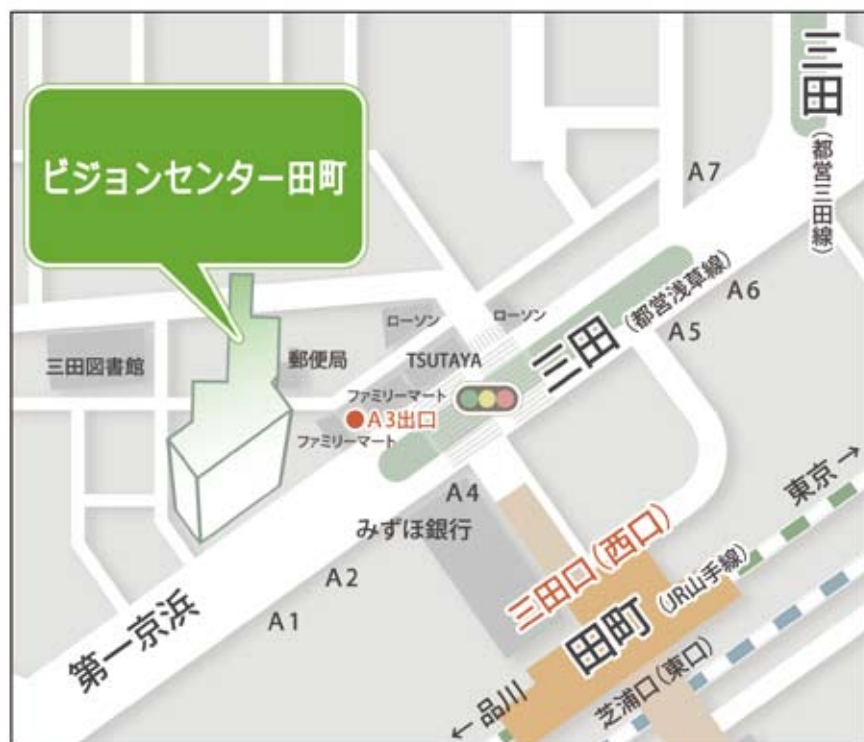 三田
(都営三田線)
ビジョンセンター田町
A7
A6
A5
三田
(都営浅草線)
ローソン
ローソン
TSUTAYA
三田図書館
郵便局
ファミリーマート
●A3出口
ファミリーマート
A4
みずほ銀行
A2
A1
第一京浜
三田口(西口)
田町
(JR山手線)
東京→
芝浦口(東口)
←品川